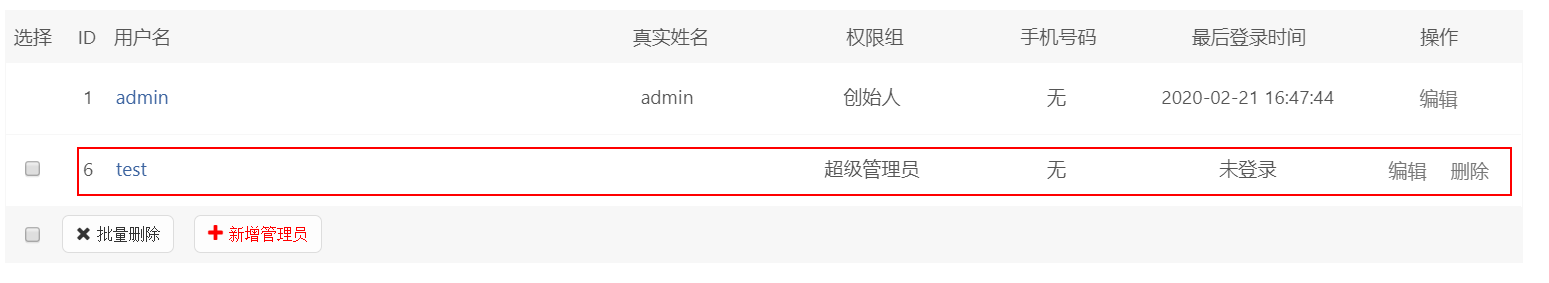 选择 ID 用户名 真实姓名 权限组 手机号码 最后登录时间 操作
1 admin admin 创始人 无 2020-02-21 16:47:44 编辑
6 test 超级管理员 无 未登录 编辑 删除
批量删除 新增管理员